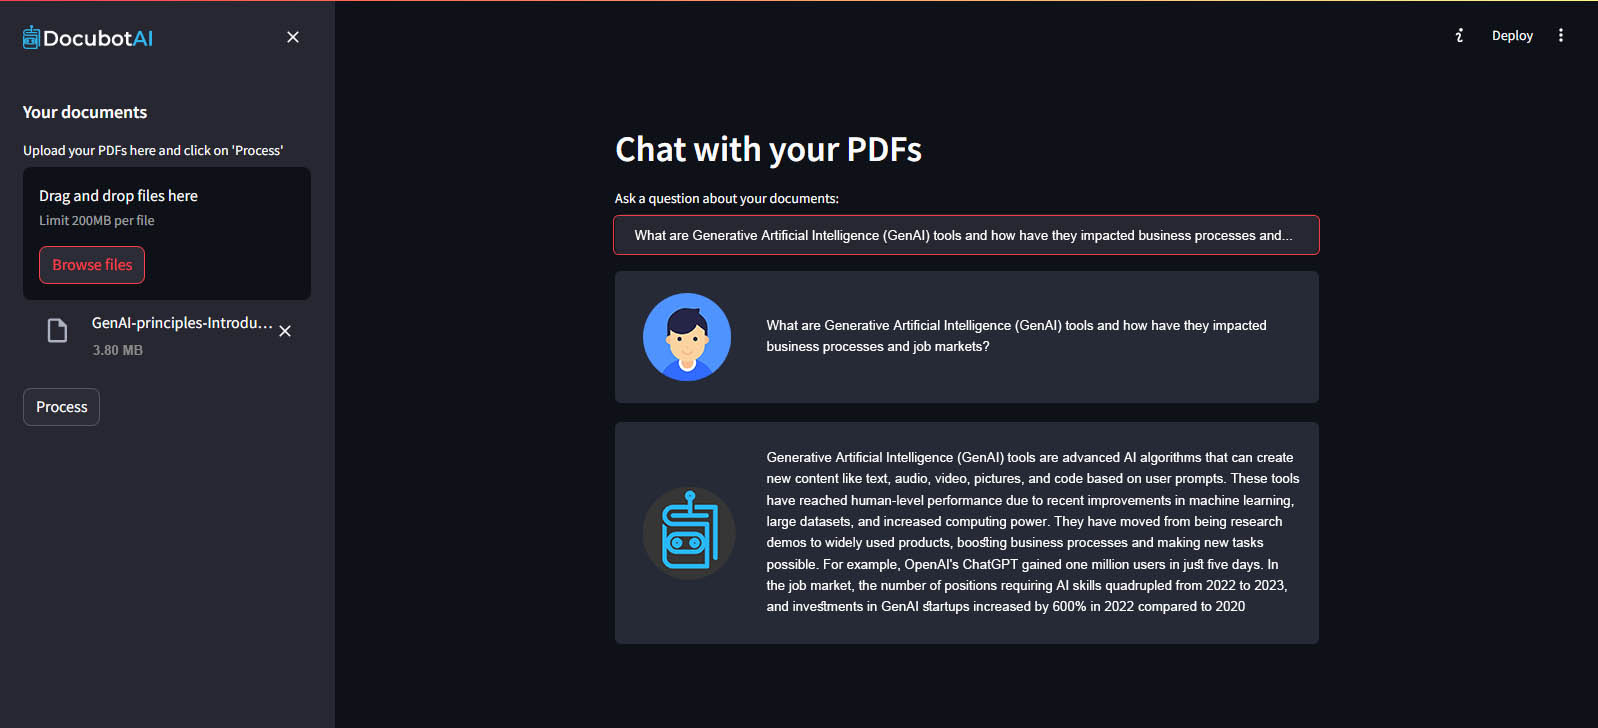 DocubotAI
Deploy
Your documents
Upload your PDFs here and click on 'Process'
Drag and drop files here
Limit 200MB per file
Browse files
GenAI-principles-Introdu...
3.80 MB
Process
Chat with your PDFs
Ask a question about your documents:
What are Generative Artificial Intelligence (GenAI) tools and how have they impacted business processes and...
What are Generative Artificial Intelligence (GenAI) tools and how have they impacted
business processes and job markets?
Generative Artificial Intelligence (GenAI) tools are advanced AI algorithms that can create
new content like text, audio, video, pictures, and code based on user prompts. These tools
have reached human-level performance due to recent improvements in machine learning,
large datasets, and increased computing power. They have moved from being research
demos to widely used products, boosting business processes and making new tasks
possible. For example, OpenAI's ChatGPT gained one million users in just five days. In
the job market, the number of positions requiring AI skills quadrupled from 2022 to 2023,
and investments in GenAI startups increased by 600% in 2022 compared to 2020